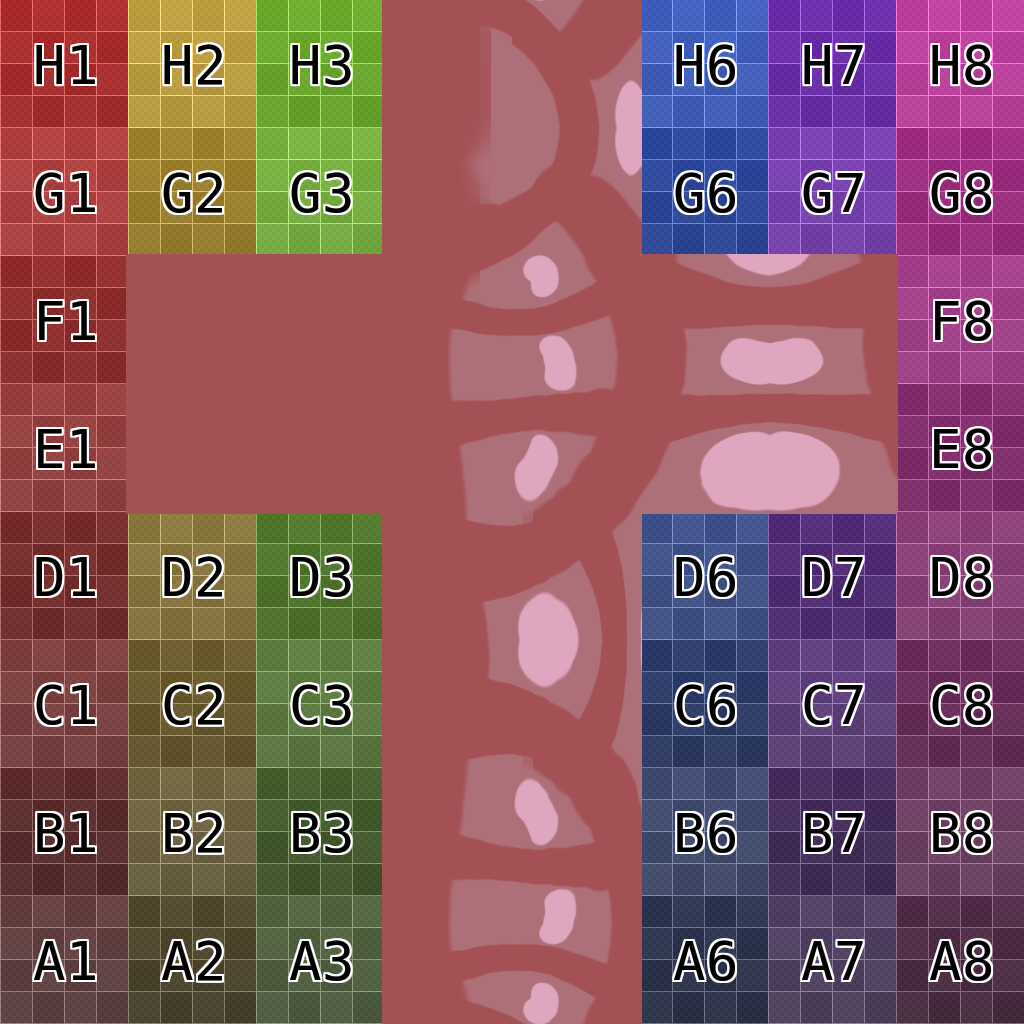 H1 H2 H3 H6 H7 H8
G1 G2 G3 G6 G7 G8
F1 F8
E1 E8
D1 D2 D3 D6 D7 D8
C1 C2 C3 C6 C7 C8
B1 B2 B3 B6 B7 B8
A1 A2 A3 A6 A7 A8